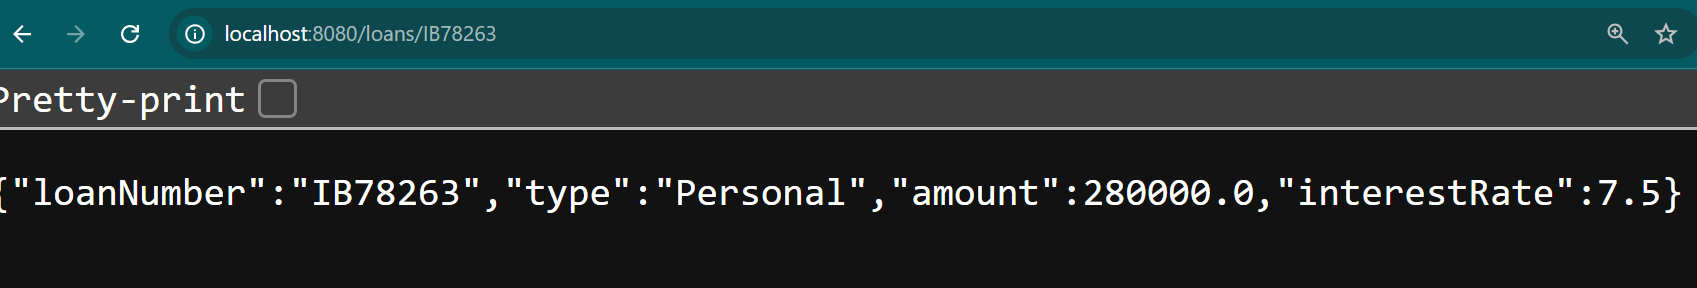 localhost:8080/loans/IB78263
Pretty-print
{"loanNumber":"IB78263","type":"Personal","amount":280000.0,"interestRate":7.5}